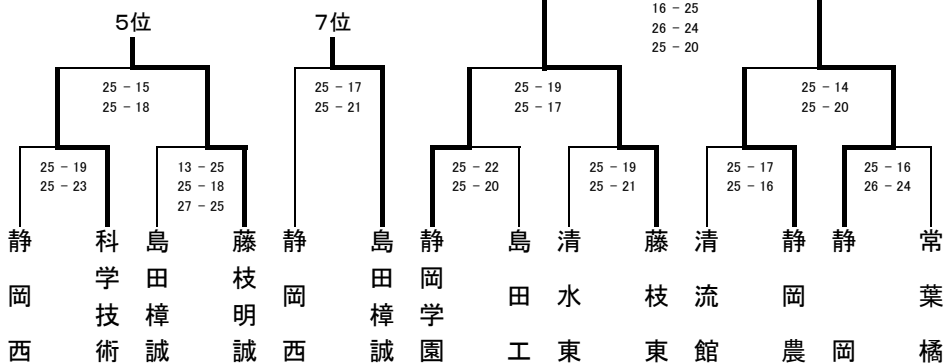 16 - 25
26 - 24
25 - 20
5位
7位
25 - 15
25 - 18
25 - 17
25 - 21
25 - 19
25 - 17
25 - 14
25 - 20
25 - 19
25 - 23
13 - 25
25 - 18
27 - 25
25 - 22
25 - 20
25 - 19
25 - 21
25 - 17
25 - 16
25 - 16
26 - 24
静岡西
科学技術
島田樟誠
藤枝明誠
静岡西
島田樟誠
静岡学園
島田工
清水東
藤枝東
清流館
静岡農
静岡
常葉橘